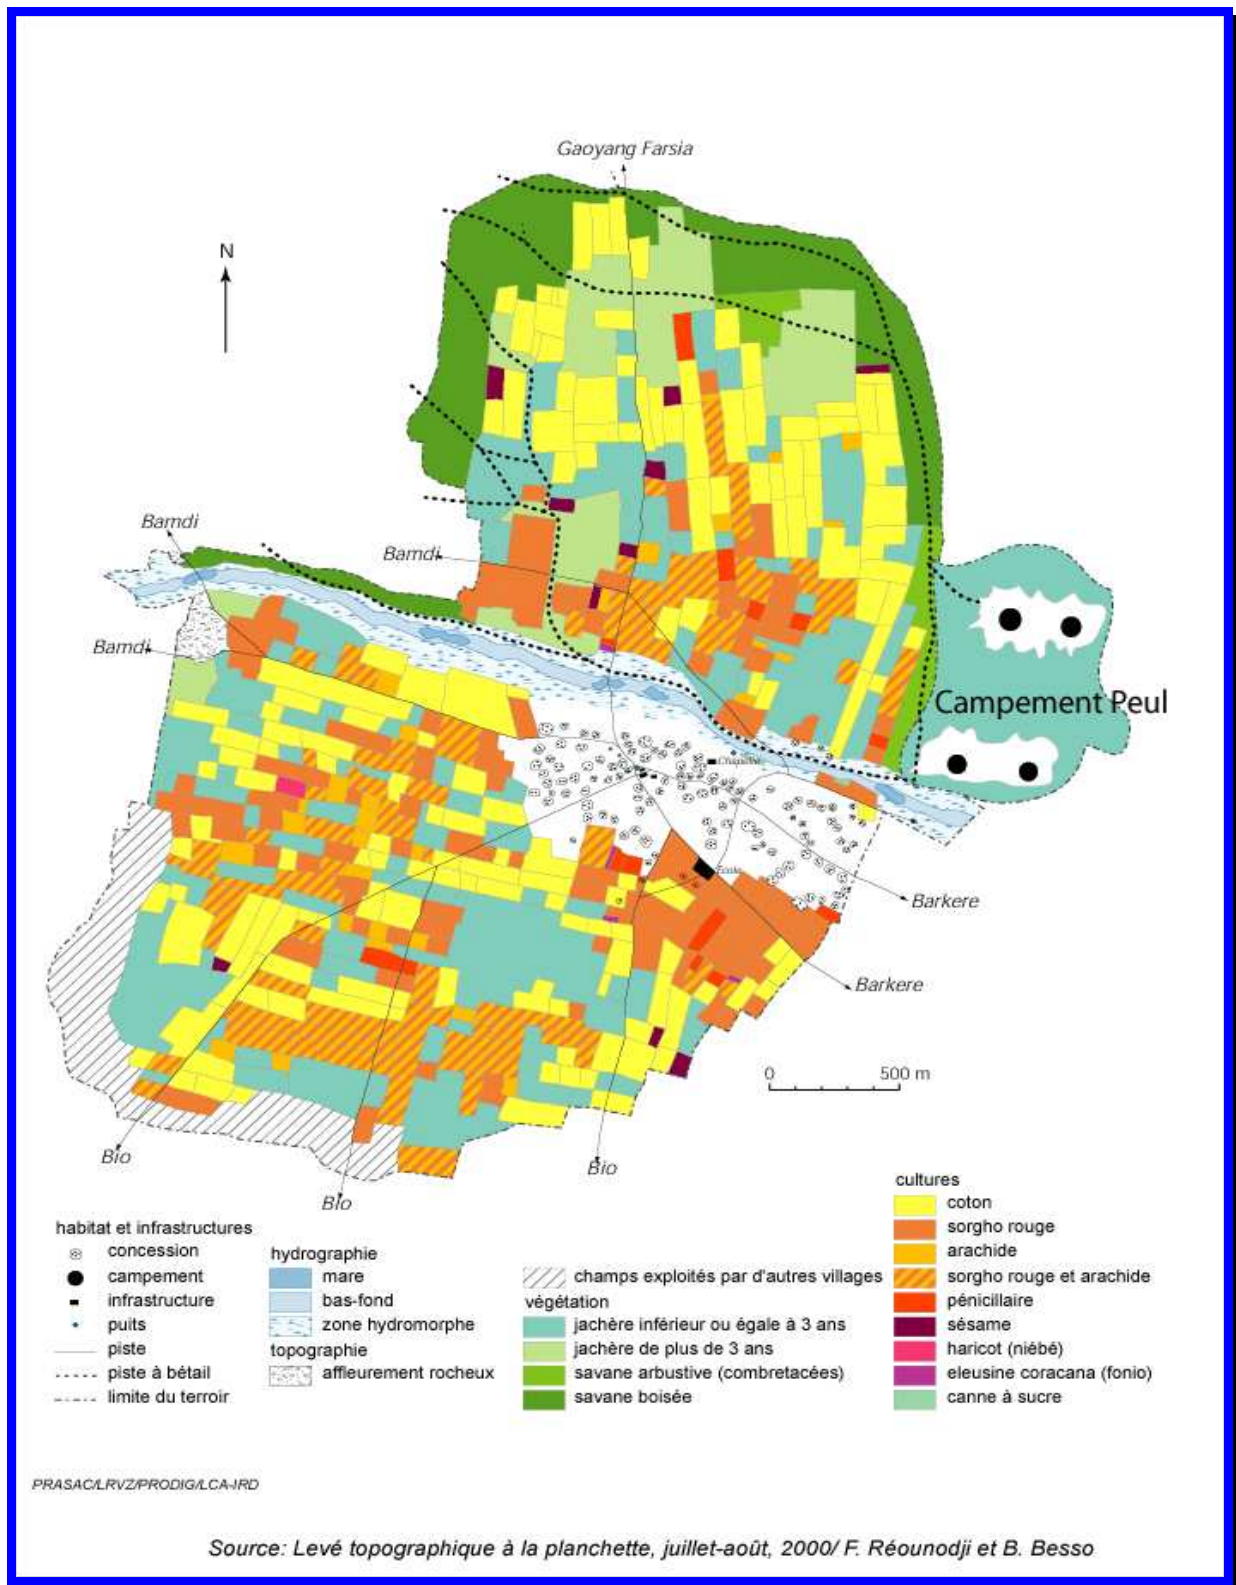 Gaoyang Farsia
N
Bamdi
Bamdi
Bamdi
Campement Peul
Chapelle
Ecole
Barkere
Barkere
0 500 m
Bio
Bio
Bio
habitat et infrastructures
concession
campement
infrastructure
puits
piste
piste à bétail
limite du terroir
hydrographie
mare
bas-fond
zone hydromorphe
topographie
affleurement rocheux
champs exploités par d'autres villages
végétation
jachère inférieur ou égale à 3 ans
jachère de plus de 3 ans
savane arbustive (combretacées)
savane boisée
cultures
coton
sorgho rouge
arachide
sorgho rouge et arachide
pénicillaire
sésame
haricot (niébé)
eleusine coracana (fonio)
canne à sucre
PRASAC/LRVZ/PRODIG/LCA-IRD
Source: Levé topographique à la planchette, juillet-août, 2000/ F. Réounodji et B. Besso